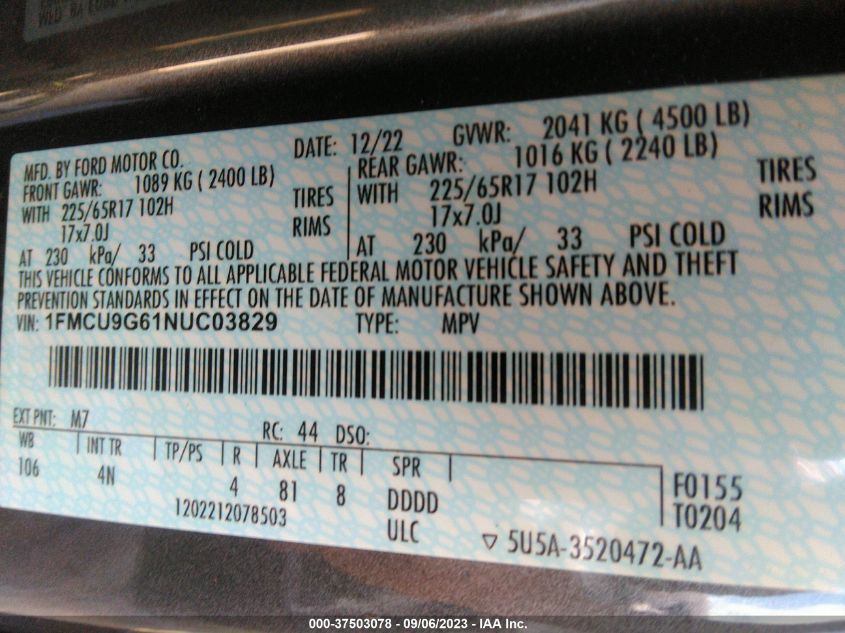 MFD. BY FORD MOTOR CO.
DATE: 12/22 GVWR: 2041 KG ( 4500 LB)
FRONT GAWR: 1089 KG ( 2400 LB)
REAR GAWR: 1016 KG ( 2240 LB)
WITH 225/65R17 102H TIRES
WITH 225/65R17 102H TIRES
17x7.0J RIMS
17x7.0J RIMS
AT 230 kPa/ 33 PSI COLD
AT 230 kPa/ 33 PSI COLD
THIS VEHICLE CONFORMS TO ALL APPLICABLE FEDERAL MOTOR VEHICLE SAFETY AND THEFT
PREVENTION STANDARDS IN EFFECT ON THE DATE OF MANUFACTURE SHOWN ABOVE.
VIN: 1FMCU9G61NUC03829 TYPE: MPV
EXT PNT: M7 RC: 44 DSO:
WB INT TR TP/PS R AXLE TR SPR
106 4N 4 81 8 DDDD
F0155
T0204
1202212078503 ULC
5U5A-3520472-AA
000-37503078 - 09/06/2023 - IAA Inc.